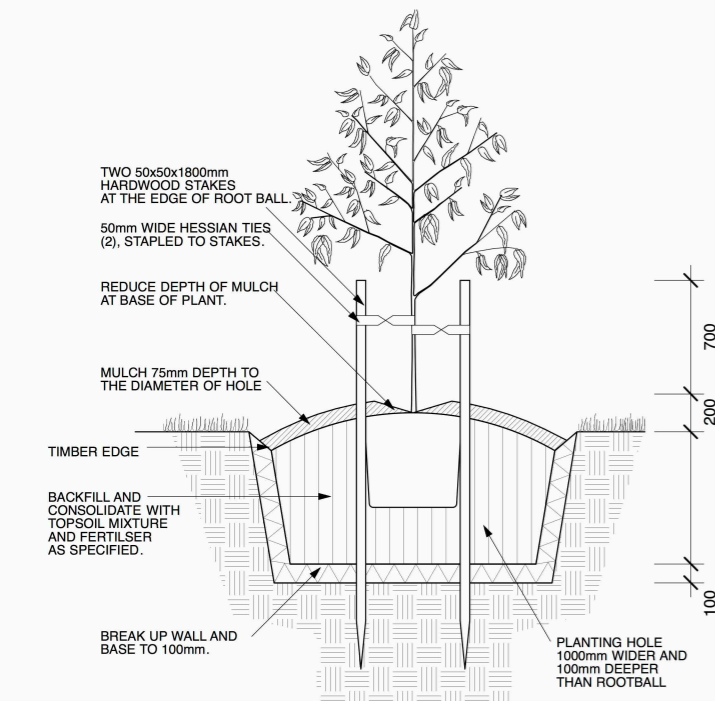 TWO 50x50x1800mm
HARDWOOD STAKES
AT THE EDGE OF ROOT BALL.
50mm WIDE HESSIAN TIES
(2), STAPLED TO STAKES.
REDUCE DEPTH OF MULCH
AT BASE OF PLANT.
MULCH 75mm DEPTH TO
THE DIAMETER OF HOLE
TIMBER EDGE
BACKFILL AND
CONSOLIDATE WITH
TOPSOIL MIXTURE
AND FERTILSER
AS SPECIFIED.
BREAK UP WALL AND
BASE TO 100mm.
PLANTING HOLE
1000mm WIDER AND
100mm DEEPER
THAN ROOTBALL
700
200
100